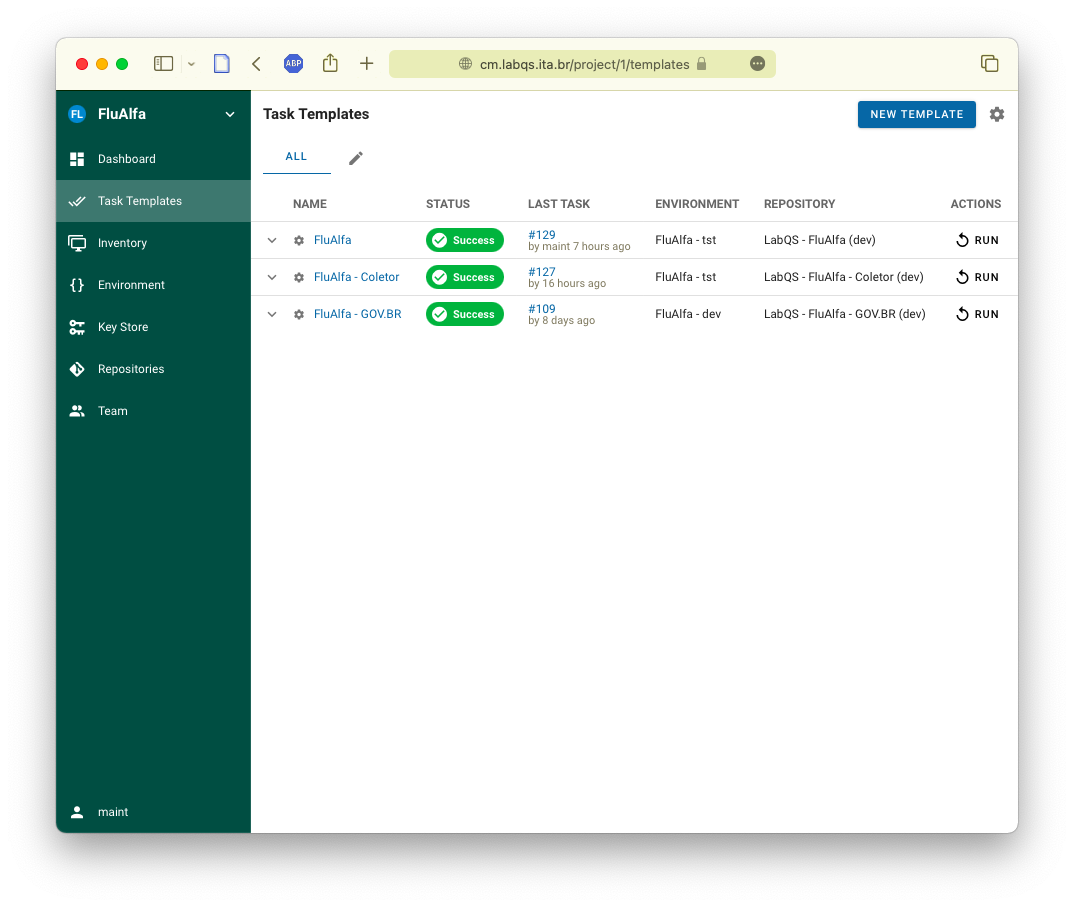 ABP
cm.labqs.ita.br/project/1/templates
FL FluAlfa
Dashboard
Task Templates
Inventory
Environment
Key Store
Repositories
Team
maint
Task Templates
NEW TEMPLATE
ALL
NAME STATUS LAST TASK ENVIRONMENT REPOSITORY ACTIONS
FluAlfa Success #129 FluAlfa - tst LabQS - FluAlfa (dev) RUN
by maint 7 hours ago
FluAlfa - Coletor Success #127 FluAlfa - tst LabQS - FluAlfa - Coletor (dev) RUN
by 16 hours ago
FluAlfa - GOV.BR Success #109 FluAlfa - dev LabQS - FluAlfa - GOV.BR (dev) RUN
by 8 days ago